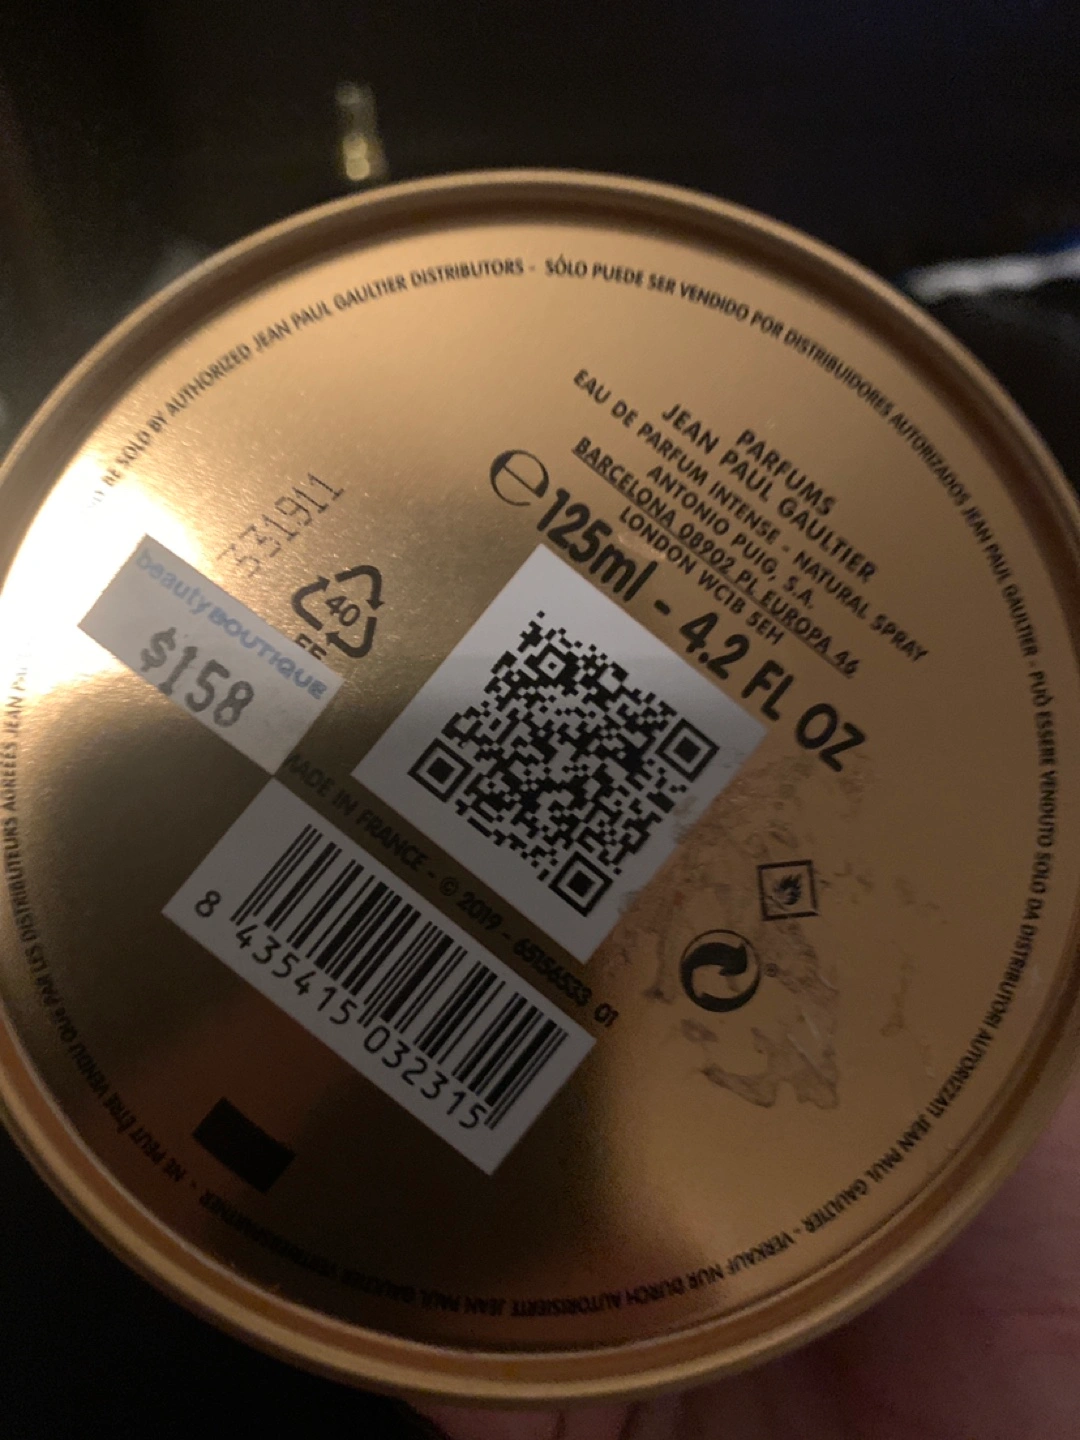 BE SOLD BY AUTHORIZED JEAN PAUL GAULTIER DISTRIBUTORS - SÓLO PUEDE SER VENDIDO POR DISTRIBUIDORES AUTORIZADOS JEAN PAUL GAULTIER - PUÒ ESSERE VENDUTO SOLO DA DISTRIBUTORI AUTORIZZATI JEAN PAUL GAULTIER - VERKAUF NUR DURCH AUTORISIERTE JEAN PAUL GAULTIER - NE PEUT ÊTRE VENDU QUE PAR LES DISTRIBUTEURS AGRÉÉS JEAN
PARFUMS
JEAN PAUL GAULTIER
EAU DE PARFUM INTENSE - NATURAL SPRAY
ANTONIO PUIG, S.A.
BARCELONA 08902 PL.EUROPA 46
LONDON WC1B 5EH
e 125ml - 4.2 FL OZ
331911
40
FE
beautyBOUTIQUE
$158
MADE IN FRANCE - © 2019 - 65156533 01
8 435415 032315